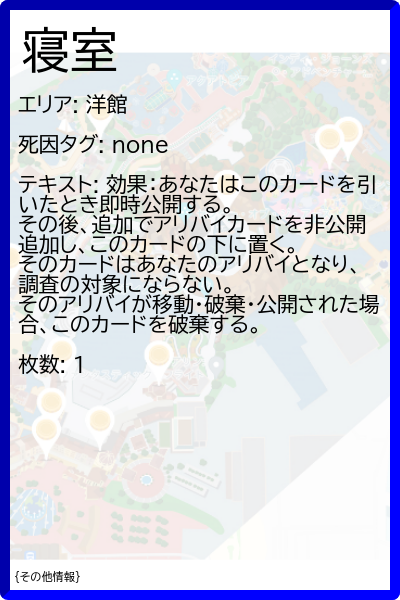 寝室
エリア: 洋館
死因タグ: none
テキスト: 効果：あなたはこのカードを引
いたとき即時公開する。
その後、追加でアリバイカードを非公開
追加し、このカードの下に置く。
そのカードはあなたのアリバイとなり、
調査の対象にならない。
そのアリバイが移動・破棄・公開された場
合、このカードを破棄する。
枚数: 1
{その他情報}